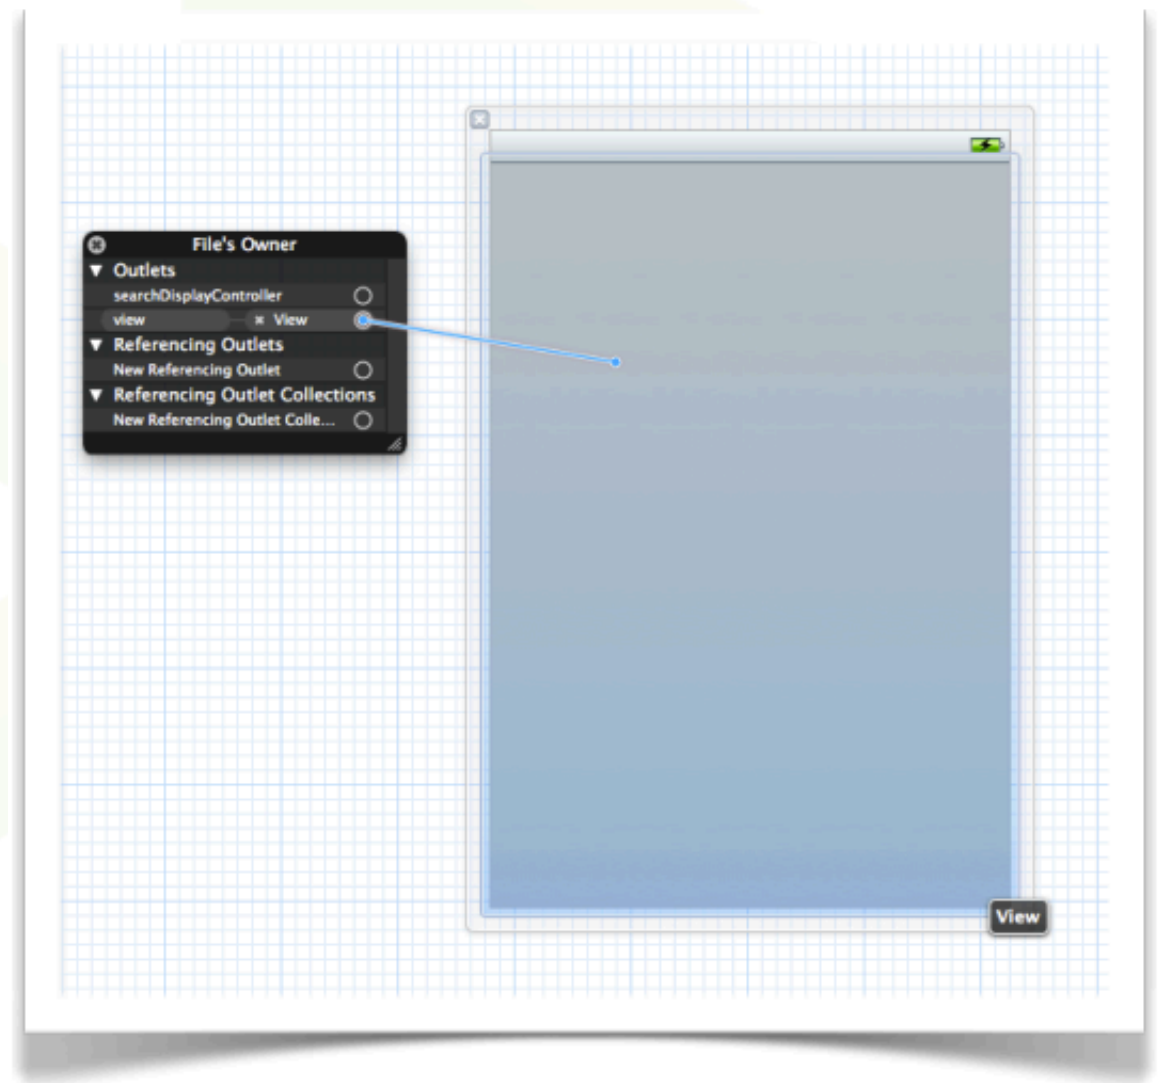 File's Owner
Outlets
searchDisplayController
view View
Referencing Outlets
New Referencing Outlet
Referencing Outlet Collections
New Referencing Outlet Colle...
View